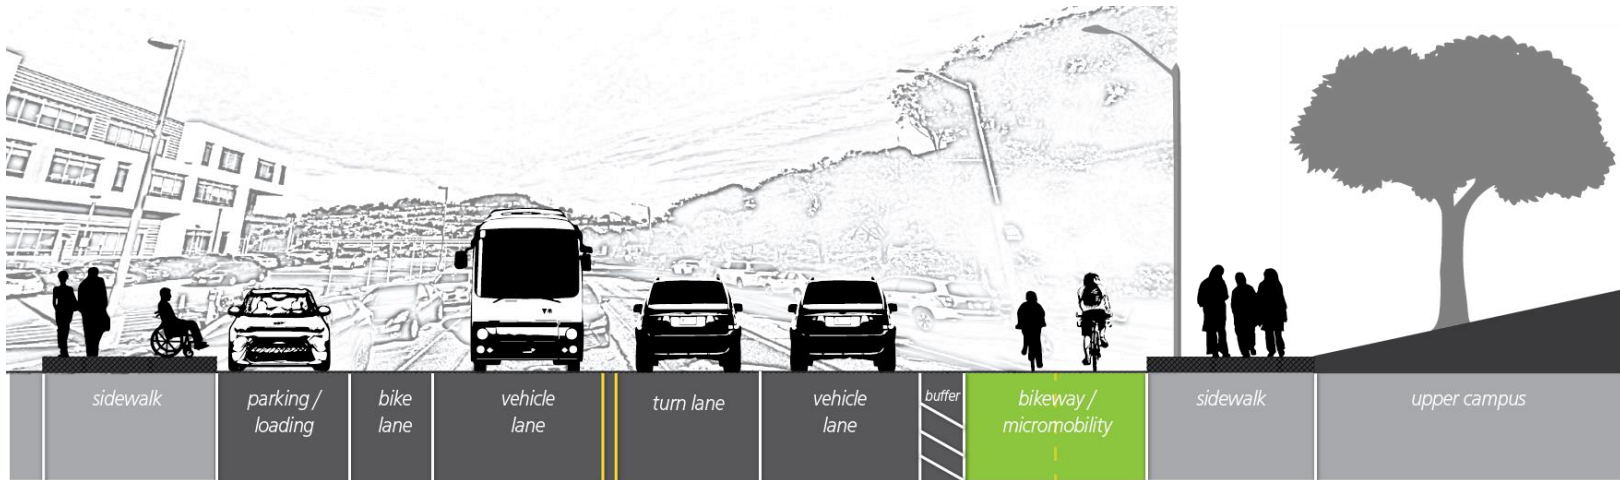 sidewalk
parking /
loading
bike
lane
vehicle
lane
turn lane
vehicle
lane
buffer
bikeway /
micromobility
sidewalk
upper campus